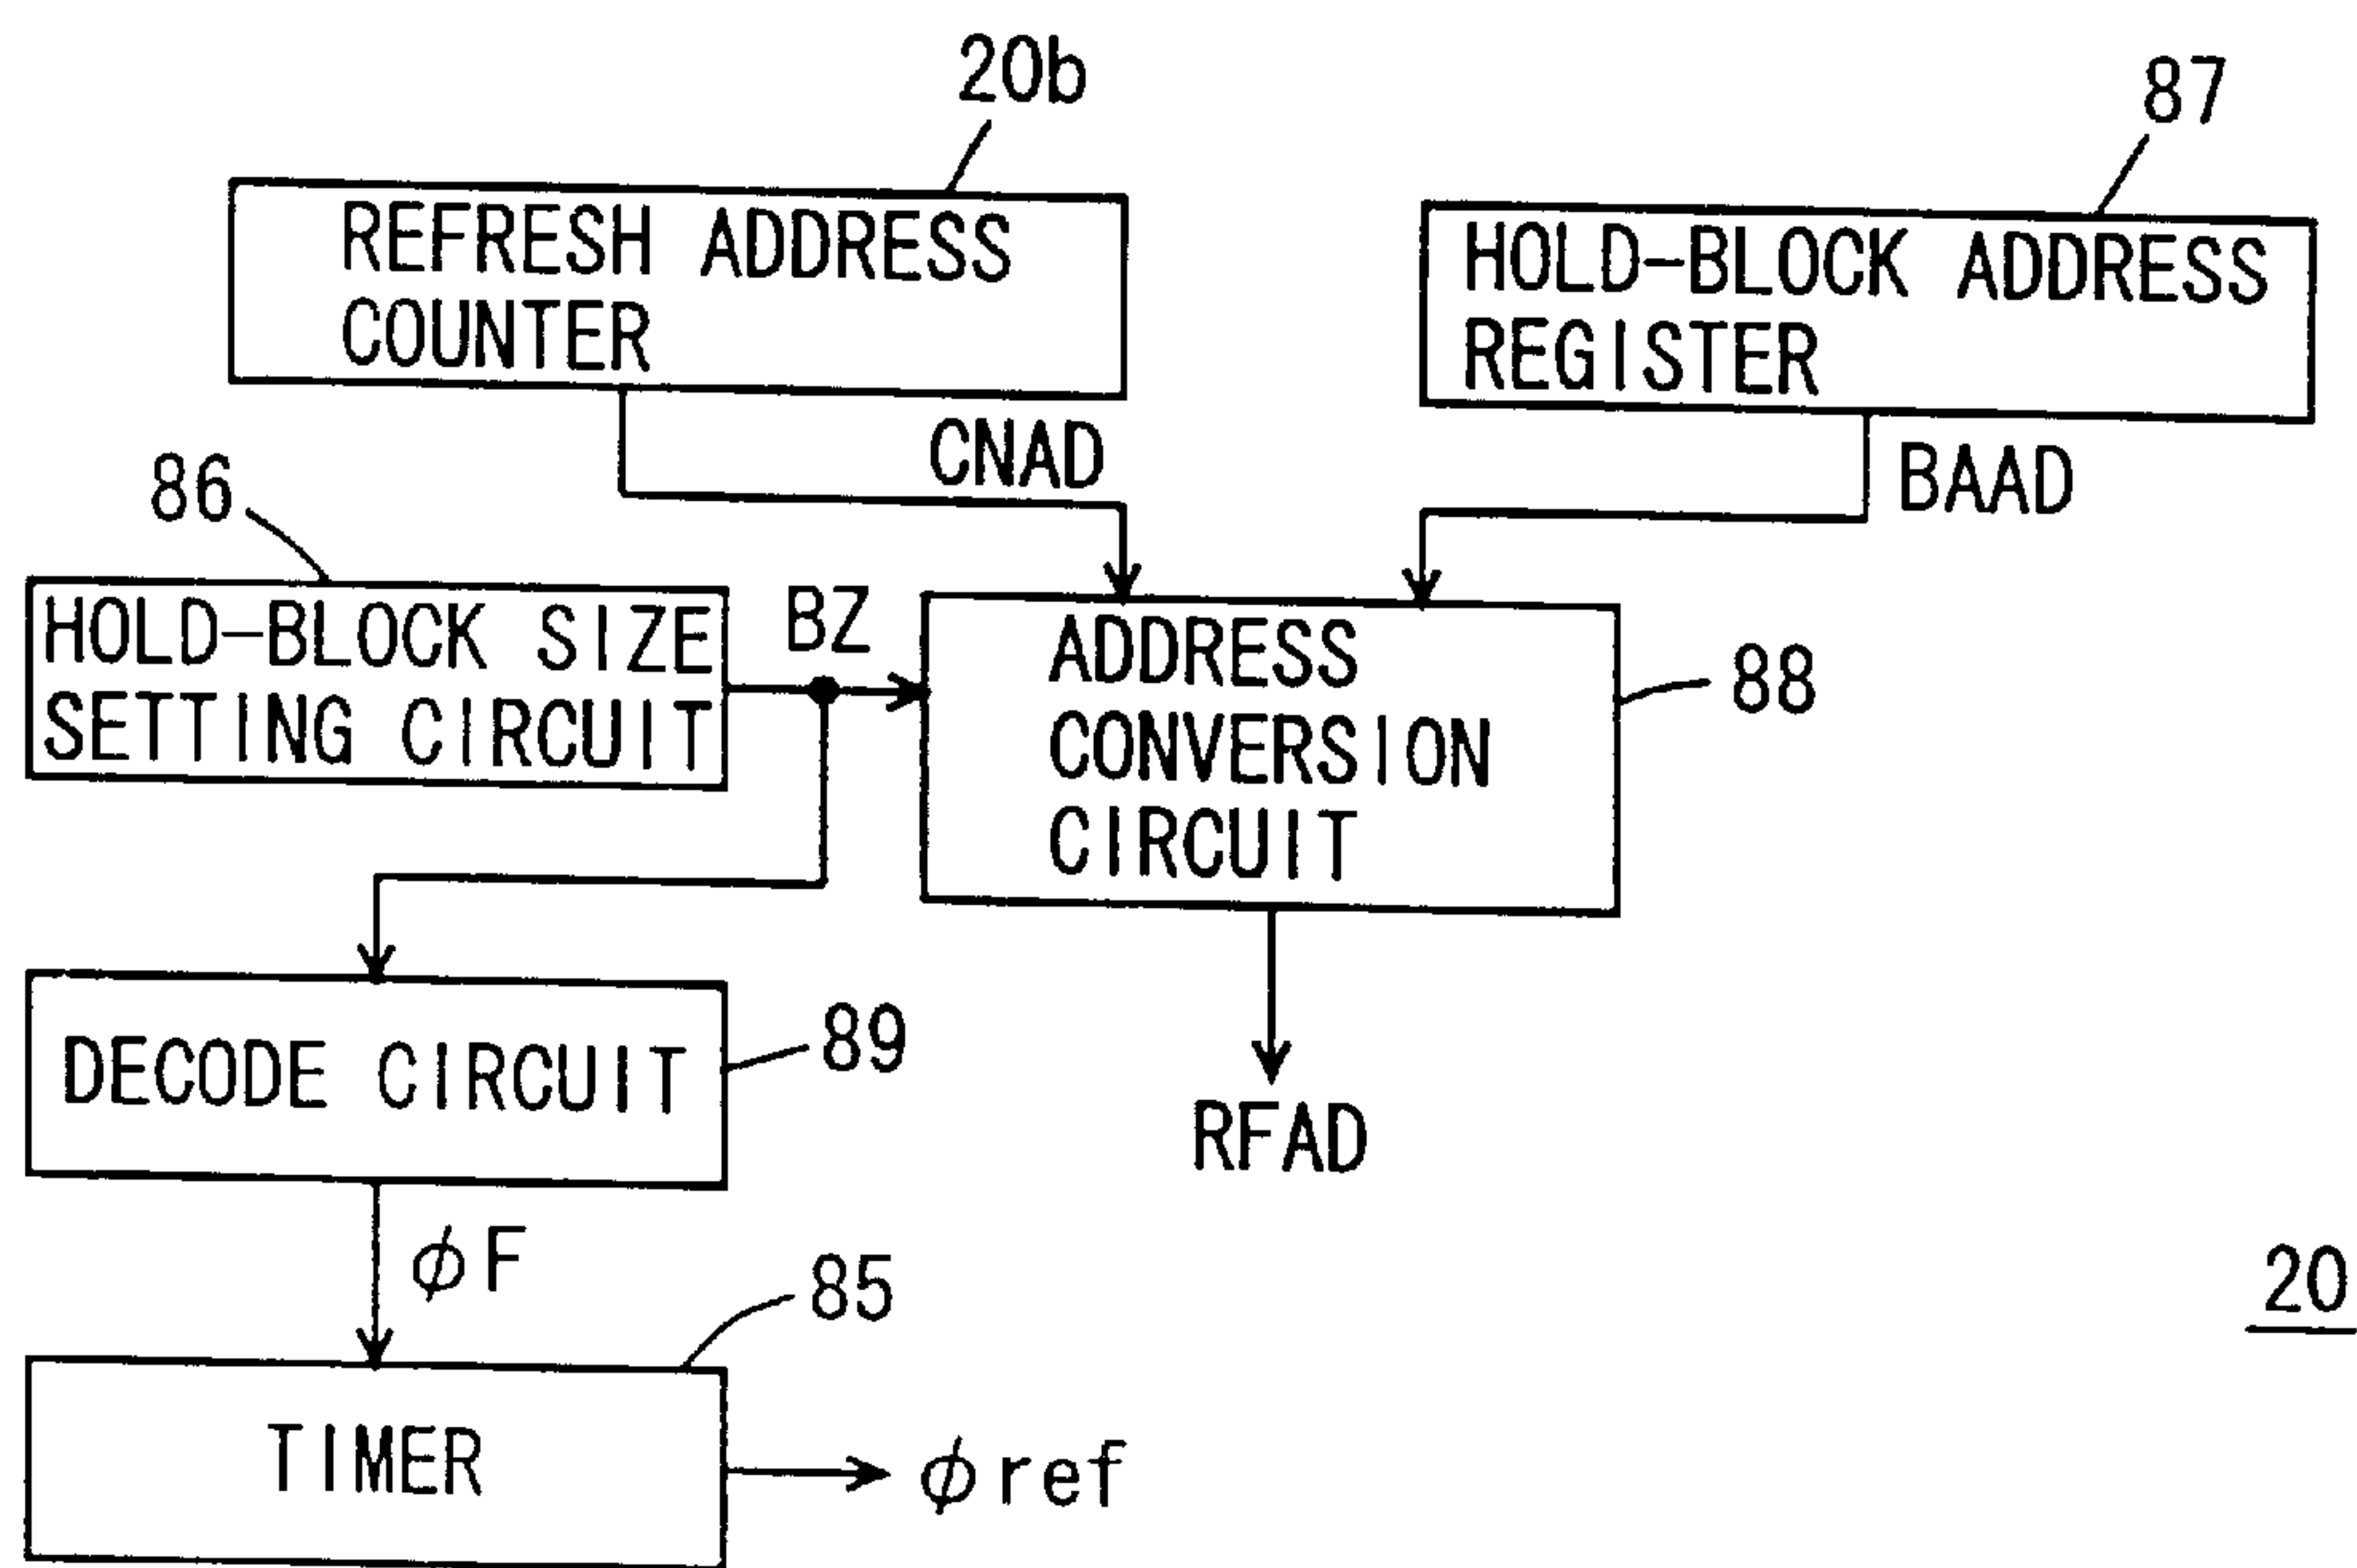 20b
87
REFRESH ADDRESS
COUNTER
HOLD-BLOCK ADDRESS
REGISTER
CNAD
BAAD
86
HOLD-BLOCK SIZE
SETTING CIRCUIT
BZ
ADDRESS
CONVERSION
CIRCUIT
88
DECODE CIRCUIT
89
RFAD
φF
85
20
TIMER
φref